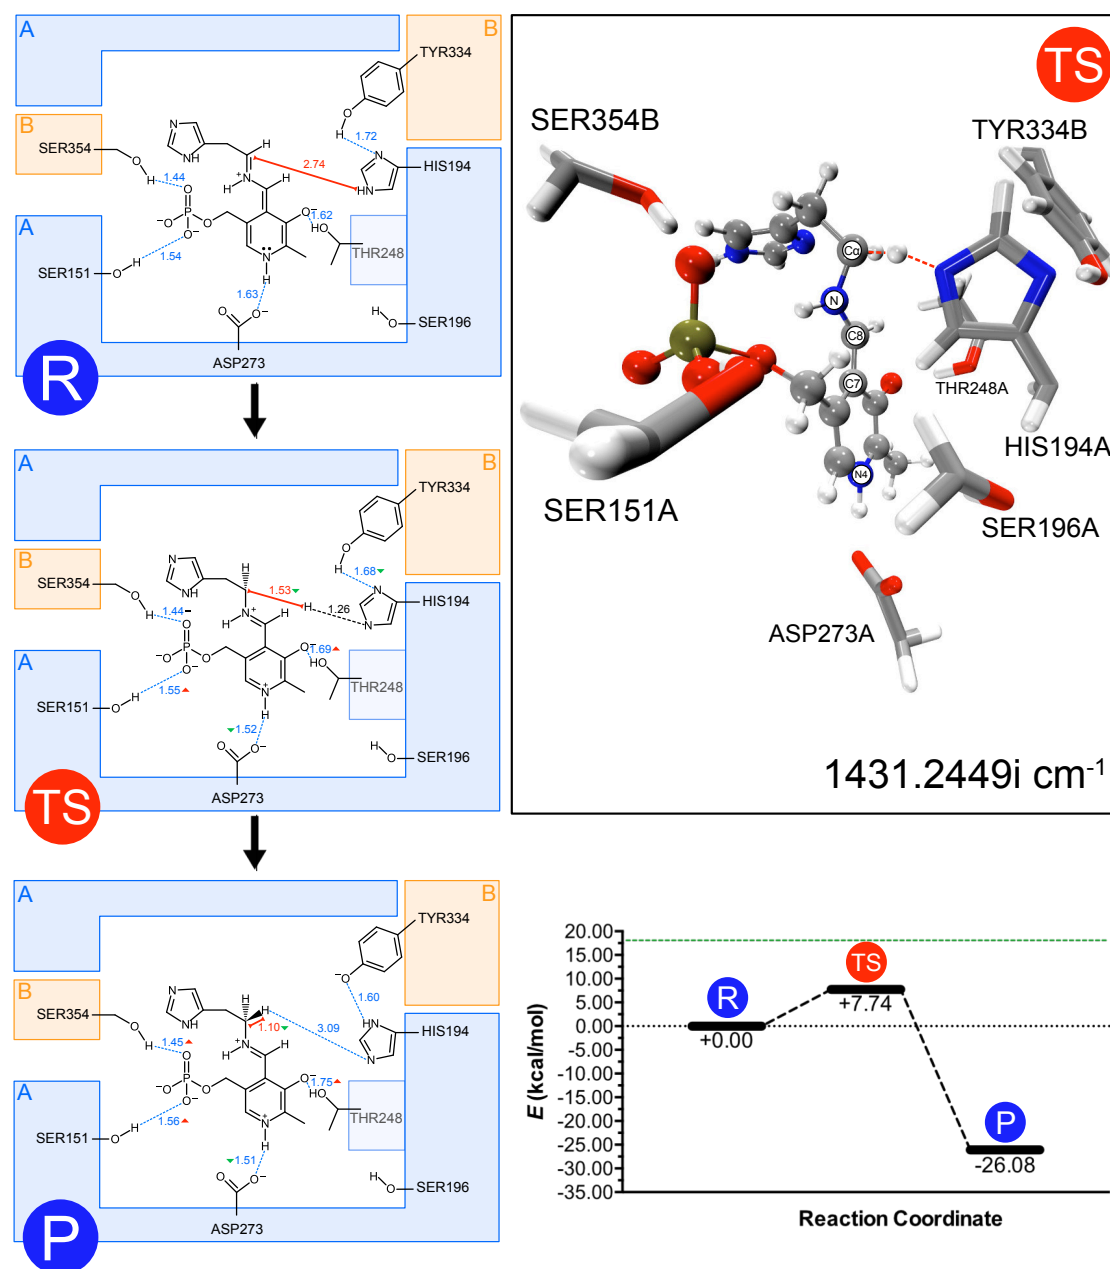 A
B
TYR334
B
SER354
H
O
1.72
N
NH
H
2.74
HIS194
HN
N
H
N
+
H
1.44
O
O−
P
O
O−
−O
1.62
HO
THR248
A
SER151
O
H
1.54
N
H
1.63
O
O−
H
O
SER196
ASP273
R
A
B
TYR334
O
H
B
SER354
O
H
N
NH
H
1.53
H
1.68
N
1.26
N
HIS194
H
N
+
H
1.44
O
−O
P
O
O−
O−
1.69
HO
THR248
A
SER151
O
H
1.55
N
+
H
1.52
O
O−
H
O
SER196
ASP273
TS
A
B
TYR334
O−
B
SER354
O
H
N
NH
H
H
1.10
1.60
3.09
HN
N
HIS194
H
N
+
H
1.45
O
−O
P
O
O−
O−
1.75
HO
THR248
A
SER151
O
H
1.56
N
+
H
1.51
O
O−
H
O
SER196
ASP273
P
TS
SER354B
TYR334B
Cα
N
C8
C7
N4
THR248A
HIS194A
SER151A
SER196A
ASP273A
1431.2449i cm-1
E (kcal/mol)
20.00
15.00
10.00
5.00
0.00
-5.00
-10.00
-15.00
-20.00
-25.00
-30.00
-35.00
R
+0.00
TS
+7.74
P
-26.08
Reaction Coordinate